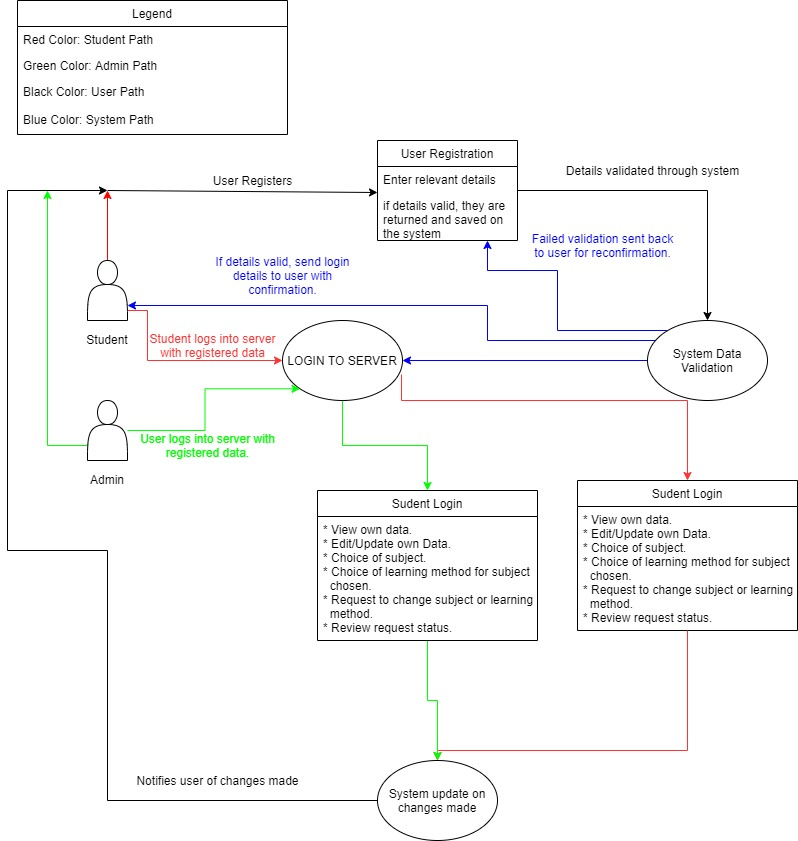 Legend
Red Color: Student Path
Green Color: Admin Path
Black Color: User Path
Blue Color: System Path
User Registration
User Registers
Enter relevant details
if details valid, they are
returned and saved on
the system
Details validated through system
Failed validation sent back
to user for reconfirmation.
If details valid, send login
details to user with
confirmation.
Student
Student logs into server
with registered data
LOGIN TO SERVER
System Data
Validation
Admin
User logs into server with
registered data.
Sudent Login
* View own data.
* Edit/Update own Data.
* Choice of subject.
* Choice of learning method for subject
chosen.
* Request to change subject or learning
method.
* Review request status.
Sudent Login
* View own data.
* Edit/Update own Data.
* Choice of subject.
* Choice of learning method for subject
chosen.
* Request to change subject or learning
method.
* Review request status.
Notifies user of changes made
System update on
changes made